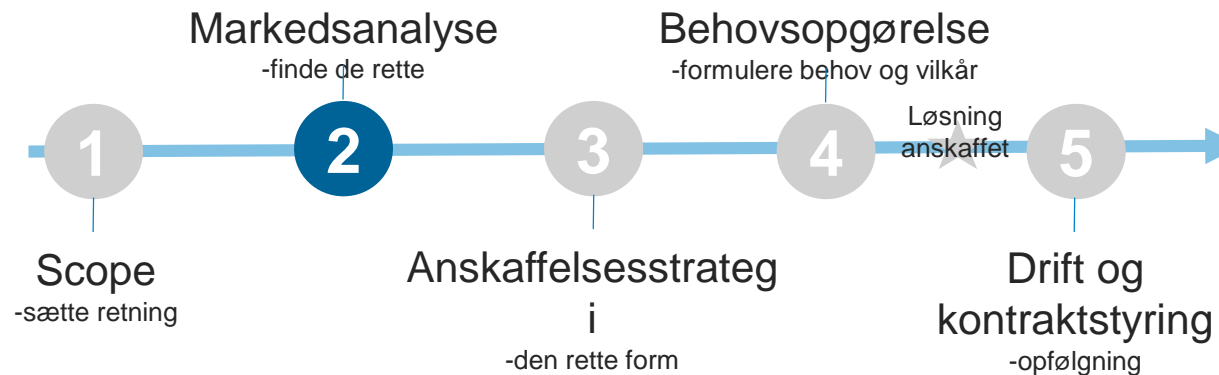 Markedsanalyse
-finde de rette
Behovsopgørelse
-formulere behov og vilkår
1
2
3
4
Løsning
anskaffet
5
Scope
-sætte retning
Anskaffelsesstrateg
i
-den rette form
Drift og
kontraktstyring
-opfølgning